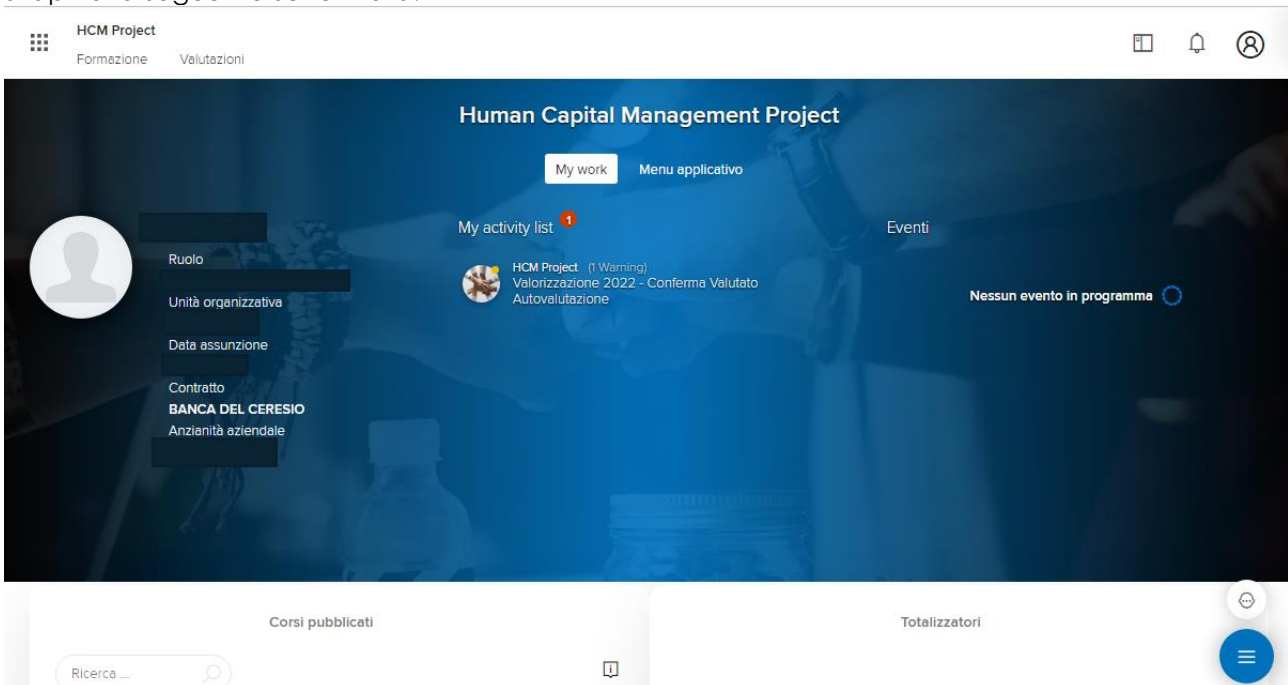 HCM Project
Formazione Valutazioni
Human Capital Management Project
My work Menu applicativo
My activity list 1
HCM Project (1 Warning)
Valorizzazione 2022 - Conferma Valutato
Autovalutazione
Eventi
Nessun evento in programma
Ruolo
Unità organizzativa
Data assunzione
Contratto
BANCA DEL CERESIO
Anzianità aziendale
Corsi pubblicati
Ricerca ...
Totalizzatori